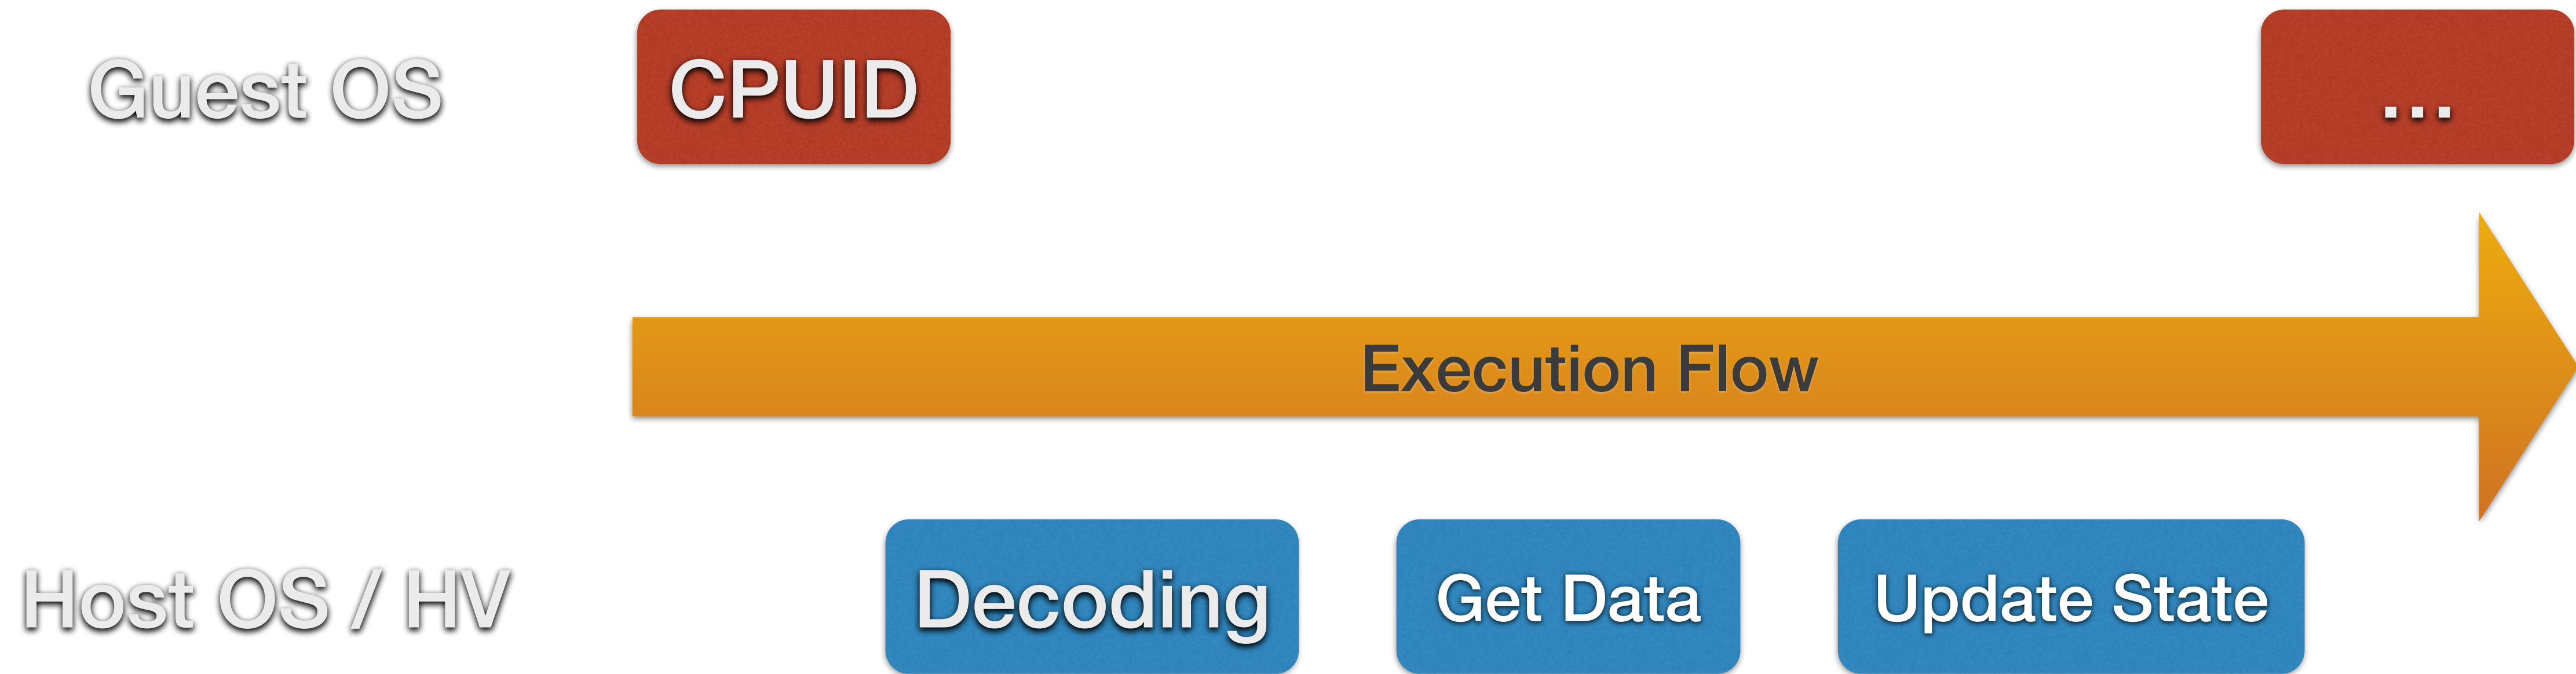 Guest OS
CPUID
...
Execution Flow
Host OS / HV
Decoding
Get Data
Update State